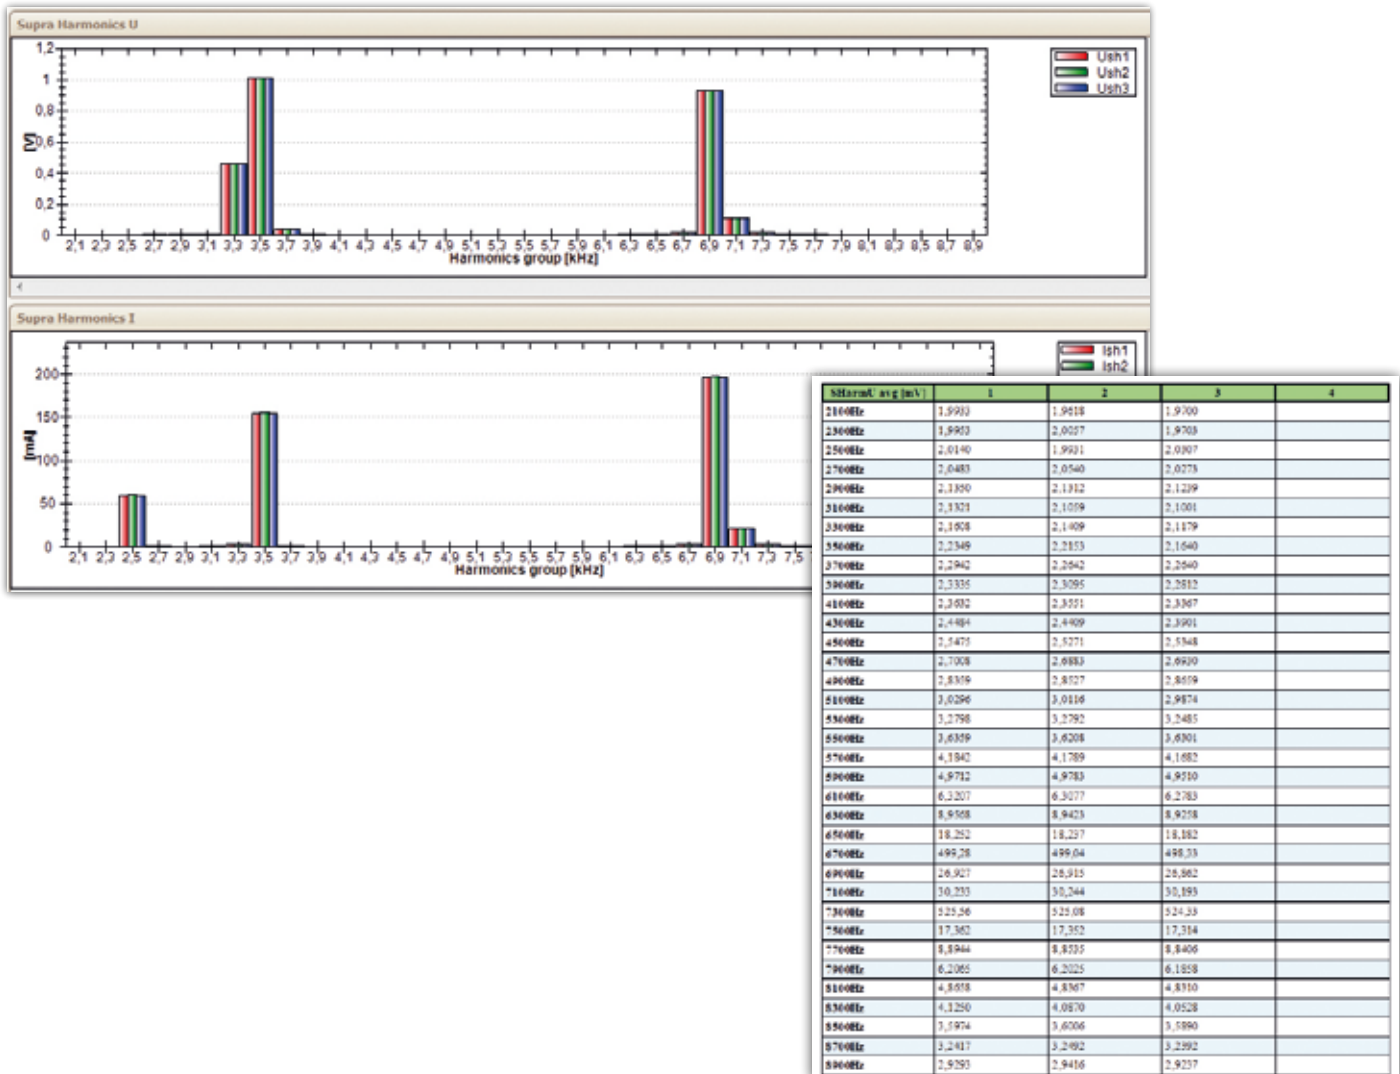 Supra Harmonics U
1,2
1
0,8
0,6
0,4
0,2
0
[V]
2,1 2,3 2,5 2,7 2,9 3,1 3,3 3,5 3,7 3,9 4,1 4,3 4,5 4,7 4,9 5,1 5,3 5,5 5,7 5,9 6,1 6,3 6,5 6,7 6,9 7,1 7,3 7,5 7,7 7,9 8,1 8,3 8,5 8,7 8,9
Harmonics group [kHz]
Ush1
Ush2
Ush3
Supra Harmonics I
200
150
100
50
0
[mA]
2,1 2,3 2,5 2,7 2,9 3,1 3,3 3,5 3,7 3,9 4,1 4,3 4,5 4,7 4,9 5,1 5,3 5,5 5,7 5,9 6,1 6,3 6,5 6,7 6,9 7,1 7,3 7,5
Harmonics group [kHz]
Ish1
Ish2
SHarmU avg [mV] 1 2 3 4
2100Hz 1,9933 1,9618 1,9700
2300Hz 1,9953 2,0057 1,9703
2500Hz 2,0140 1,9931 2,0307
2700Hz 2,0483 2,0540 2,0273
2900Hz 2,1350 2,1312 2,1239
3100Hz 2,1321 2,1059 2,1001
3300Hz 2,1608 2,1409 2,1179
3500Hz 2,2349 2,2153 2,1640
3700Hz 2,2942 2,2642 2,2640
3900Hz 2,3335 2,3095 2,2812
4100Hz 2,3632 2,3551 2,3367
4300Hz 2,4484 2,4409 2,3901
4500Hz 2,5475 2,5271 2,5348
4700Hz 2,7008 2,6883 2,6930
4900Hz 2,8359 2,8527 2,8659
5100Hz 3,0296 3,0116 2,9874
5300Hz 3,2798 3,2792 3,2485
5500Hz 3,6359 3,6208 3,6301
5700Hz 4,1842 4,1789 4,1682
5900Hz 4,9712 4,9783 4,9510
6100Hz 6,3207 6,3077 6,2783
6300Hz 8,9568 8,9423 8,9258
6500Hz 18,252 18,237 18,182
6700Hz 499,28 499,04 498,33
6900Hz 26,927 26,915 26,862
7100Hz 30,233 30,244 30,193
7300Hz 525,56 525,08 524,33
7500Hz 17,362 17,352 17,314
7700Hz 8,8944 8,8535 8,8406
7900Hz 6,2065 6,2025 6,1858
8100Hz 4,8658 4,8367 4,8310
8300Hz 4,1250 4,0870 4,0528
8500Hz 3,5974 3,6006 3,5890
8700Hz 3,2417 3,2492 3,2392
8900Hz 2,9293 2,9416 2,9237